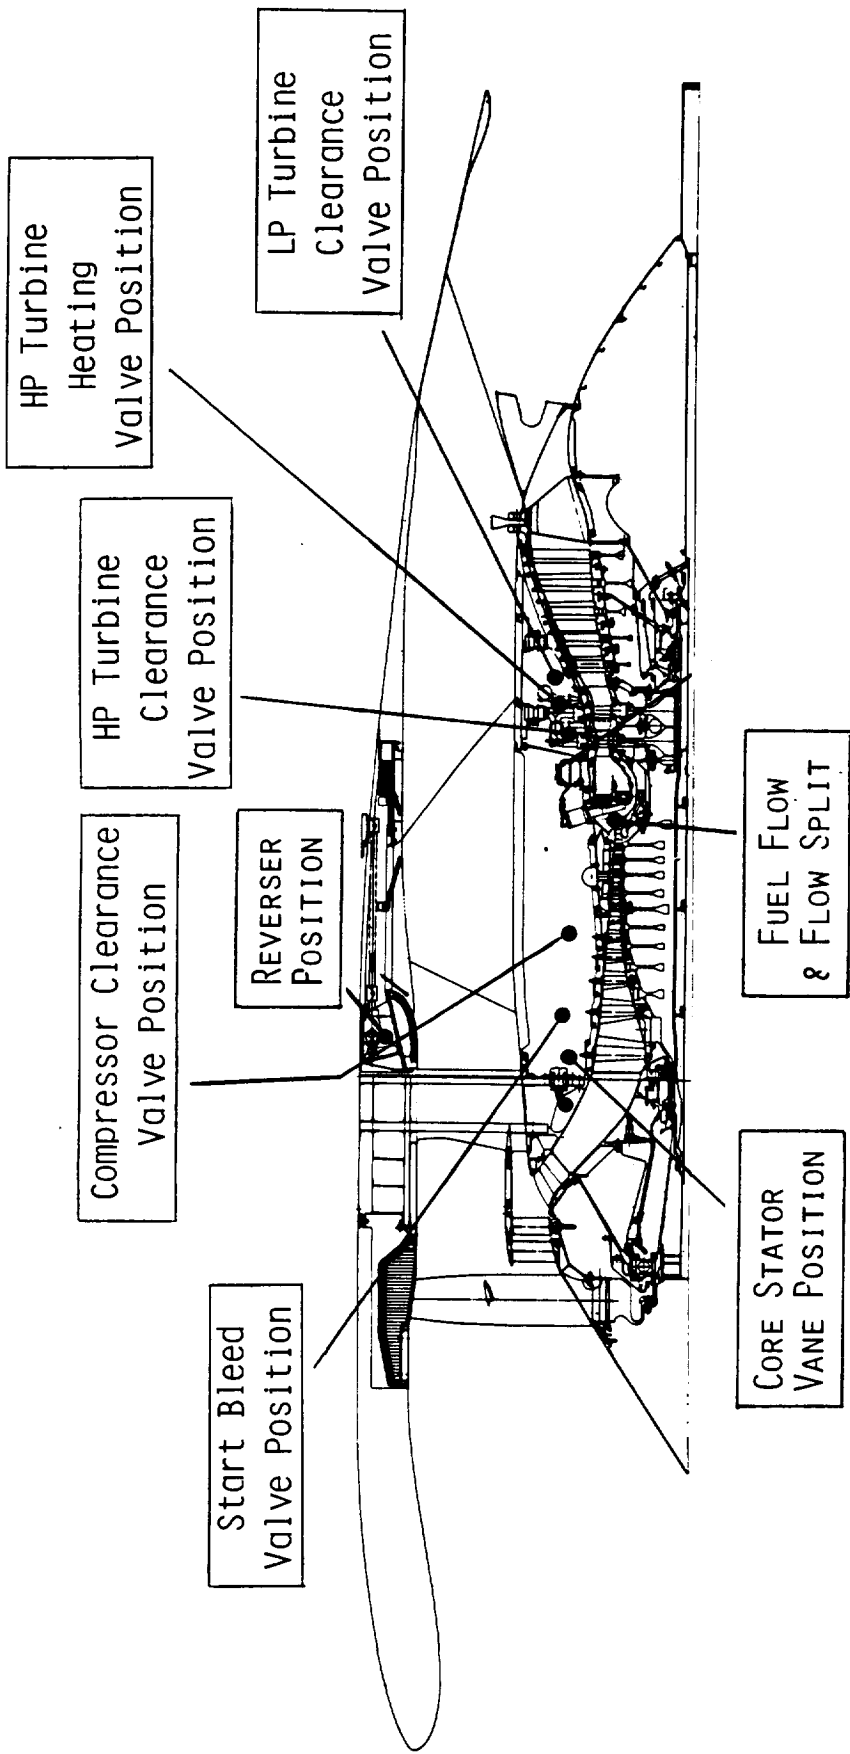 Start Bleed
Valve Position
Compressor Clearance
Valve Position
REVERSER
POSITION
HP Turbine
Clearance
Valve Position
HP Turbine
Heating
Valve Position
LP Turbine
Clearance
Valve Position
CORE STATOR
VANE POSITION
FUEL FLOW
& FLOW SPLIT